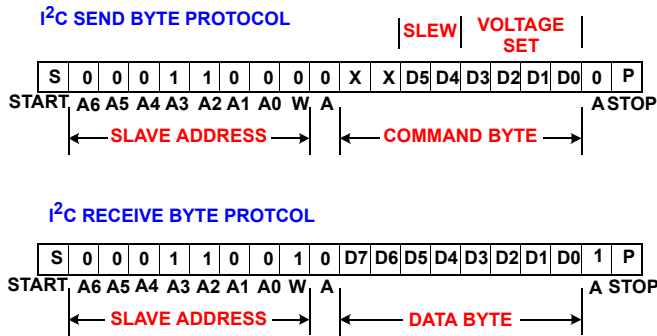 I²C SEND BYTE PROTOCOL
SLEW VOLTAGE SET
S 0 0 0 1 1 0 0 0 0 X X D5 D4 D3 D2 D1 D0 0 P
START A6 A5 A4 A3 A2 A1 A0 W A A STOP
SLAVE ADDRESS COMMAND BYTE
I²C RECEIVE BYTE PROTCOL
S 0 0 0 1 1 0 0 1 0 D7 D6 D5 D4 D3 D2 D1 D0 1 P
START A6 A5 A4 A3 A2 A1 A0 W A A STOP
SLAVE ADDRESS DATA BYTE